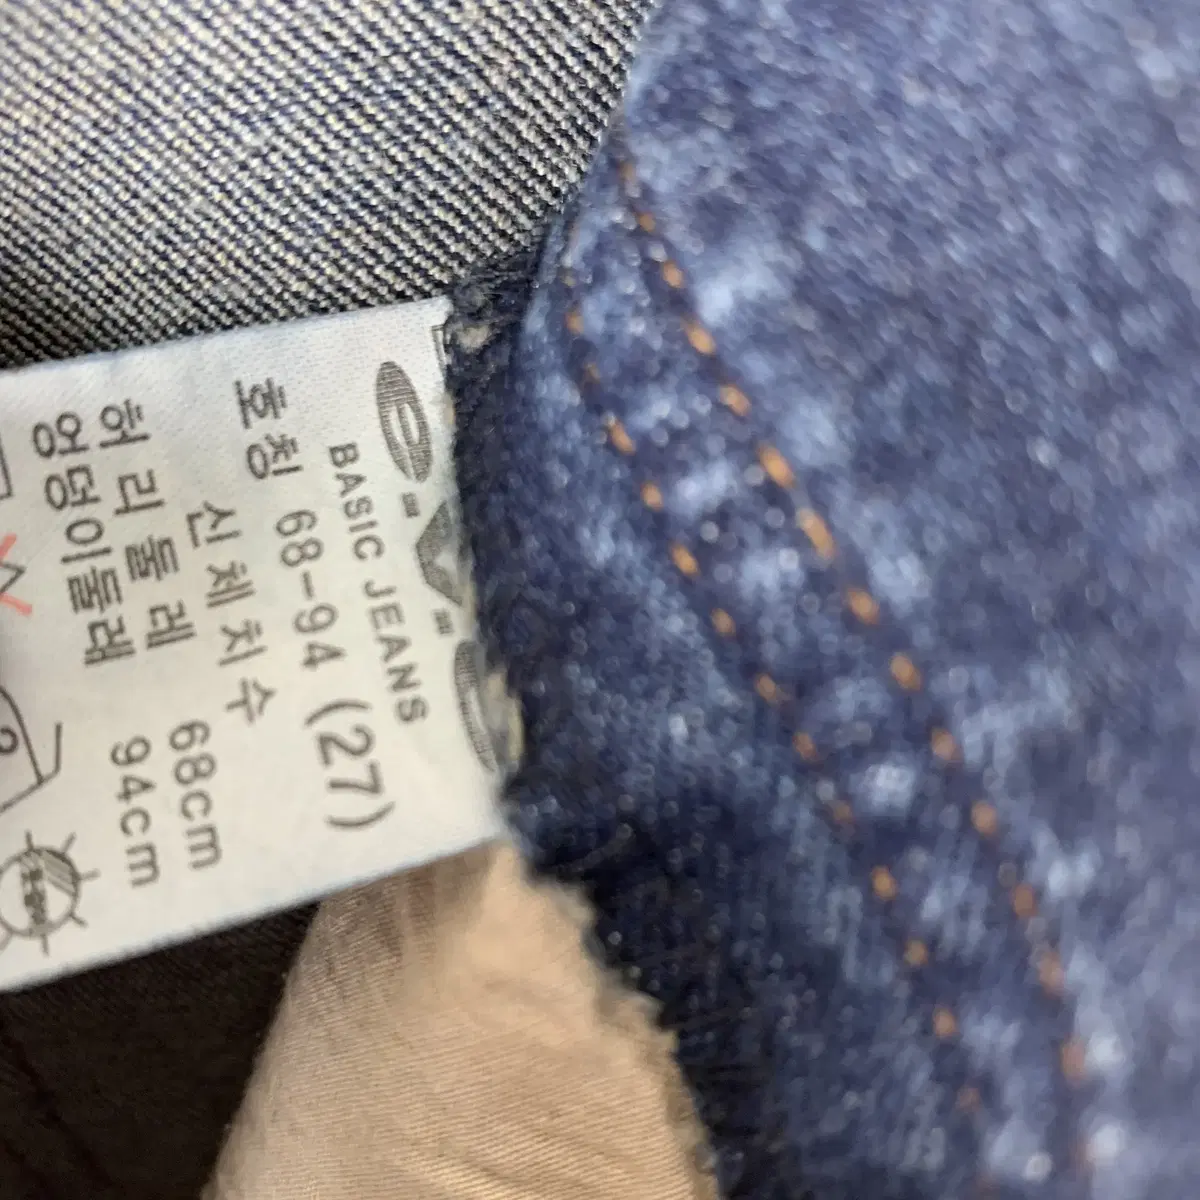 BASIC JEANS
호칭 68-94 (27)
신체치수
허리둘레 68cm
엉덩이둘레 94cm
2